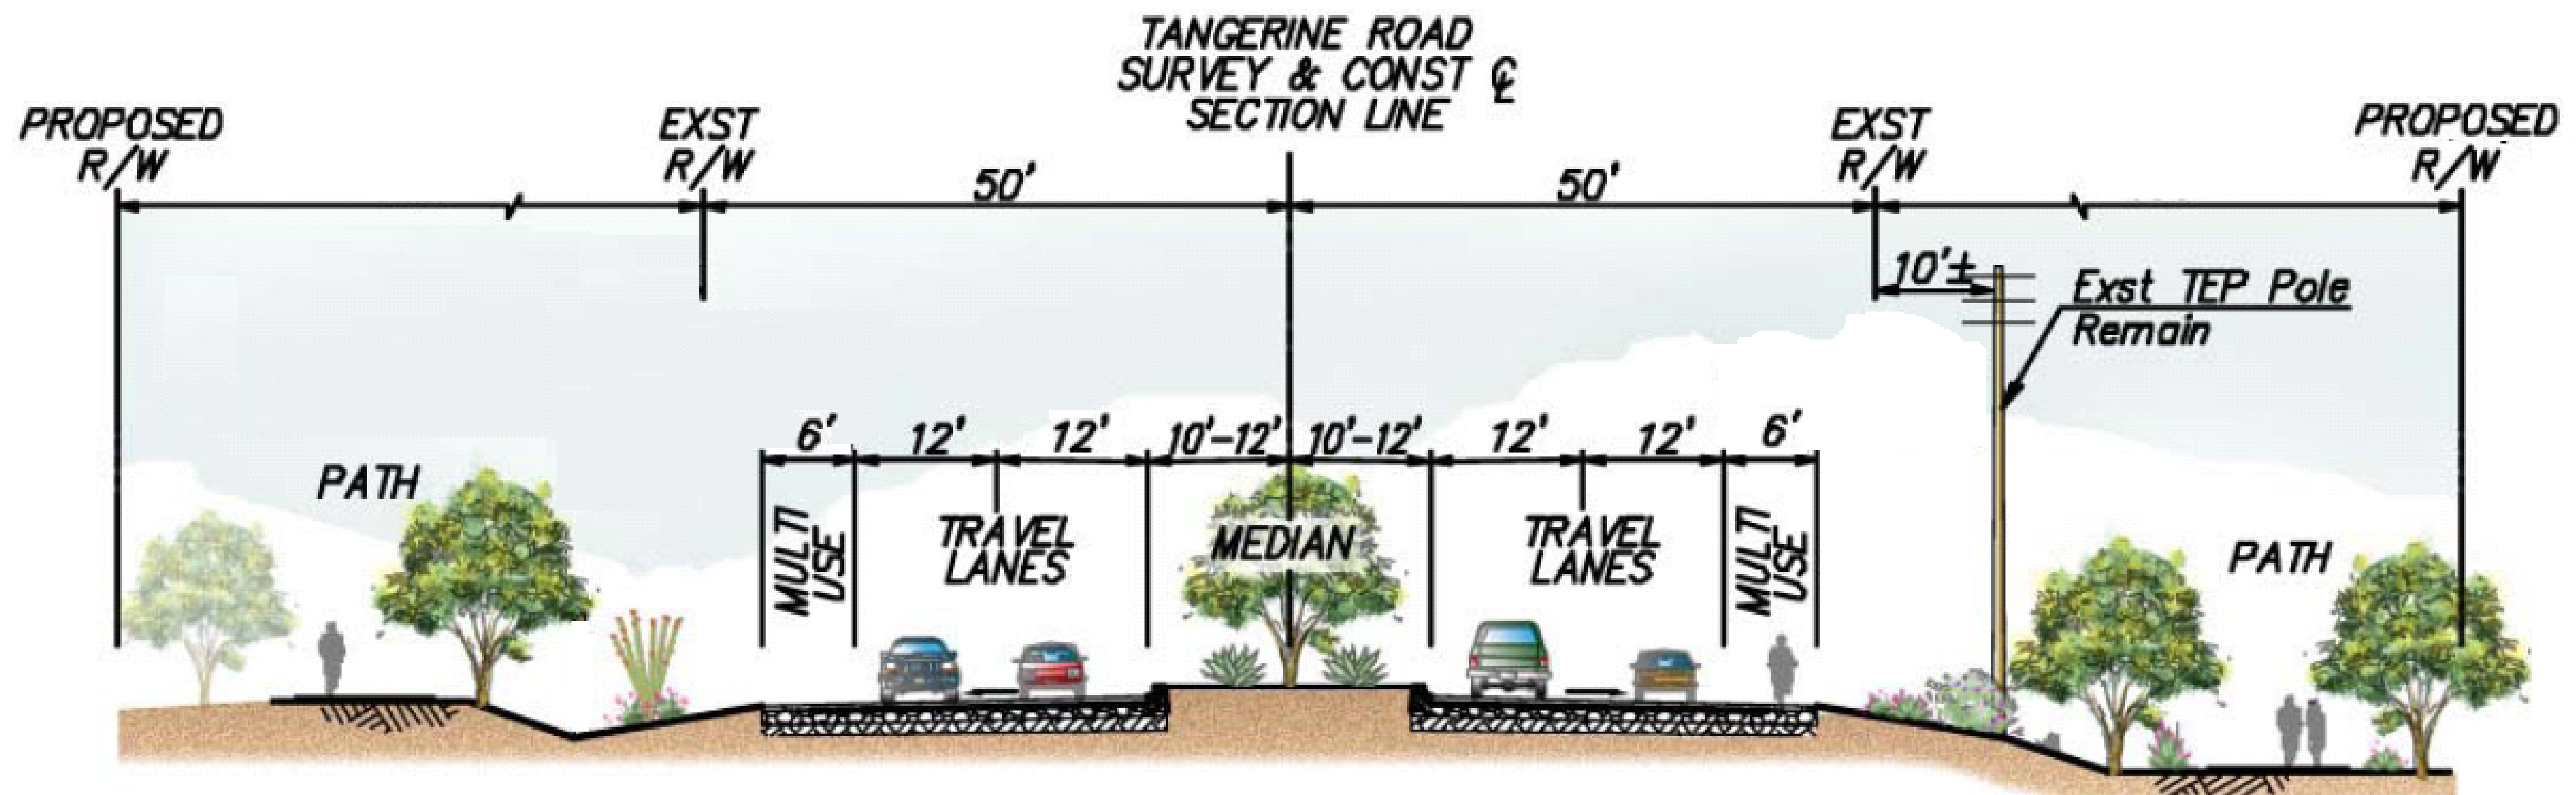 TANGERINE ROAD
SURVEY & CONST ℄
SECTION LINE
PROPOSED
R/W
EXST
R/W
EXST
R/W
PROPOSED
R/W
50'
50'
10'±
Exst TEP Pole
Remain
6'
12'
12'
10'-12'
10'-12'
12'
12'
6'
PATH
MULTI
USE
TRAVEL
LANES
MEDIAN
TRAVEL
LANES
MULTI
USE
PATH